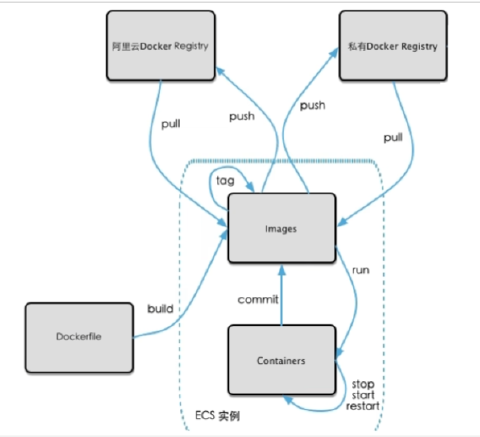 阿里云Docker Registry
私有Docker Registry
pull
push
push
pull
tag
Images
run
build
commit
Dockerfile
Containers
stop
start
restart
ECS 实例